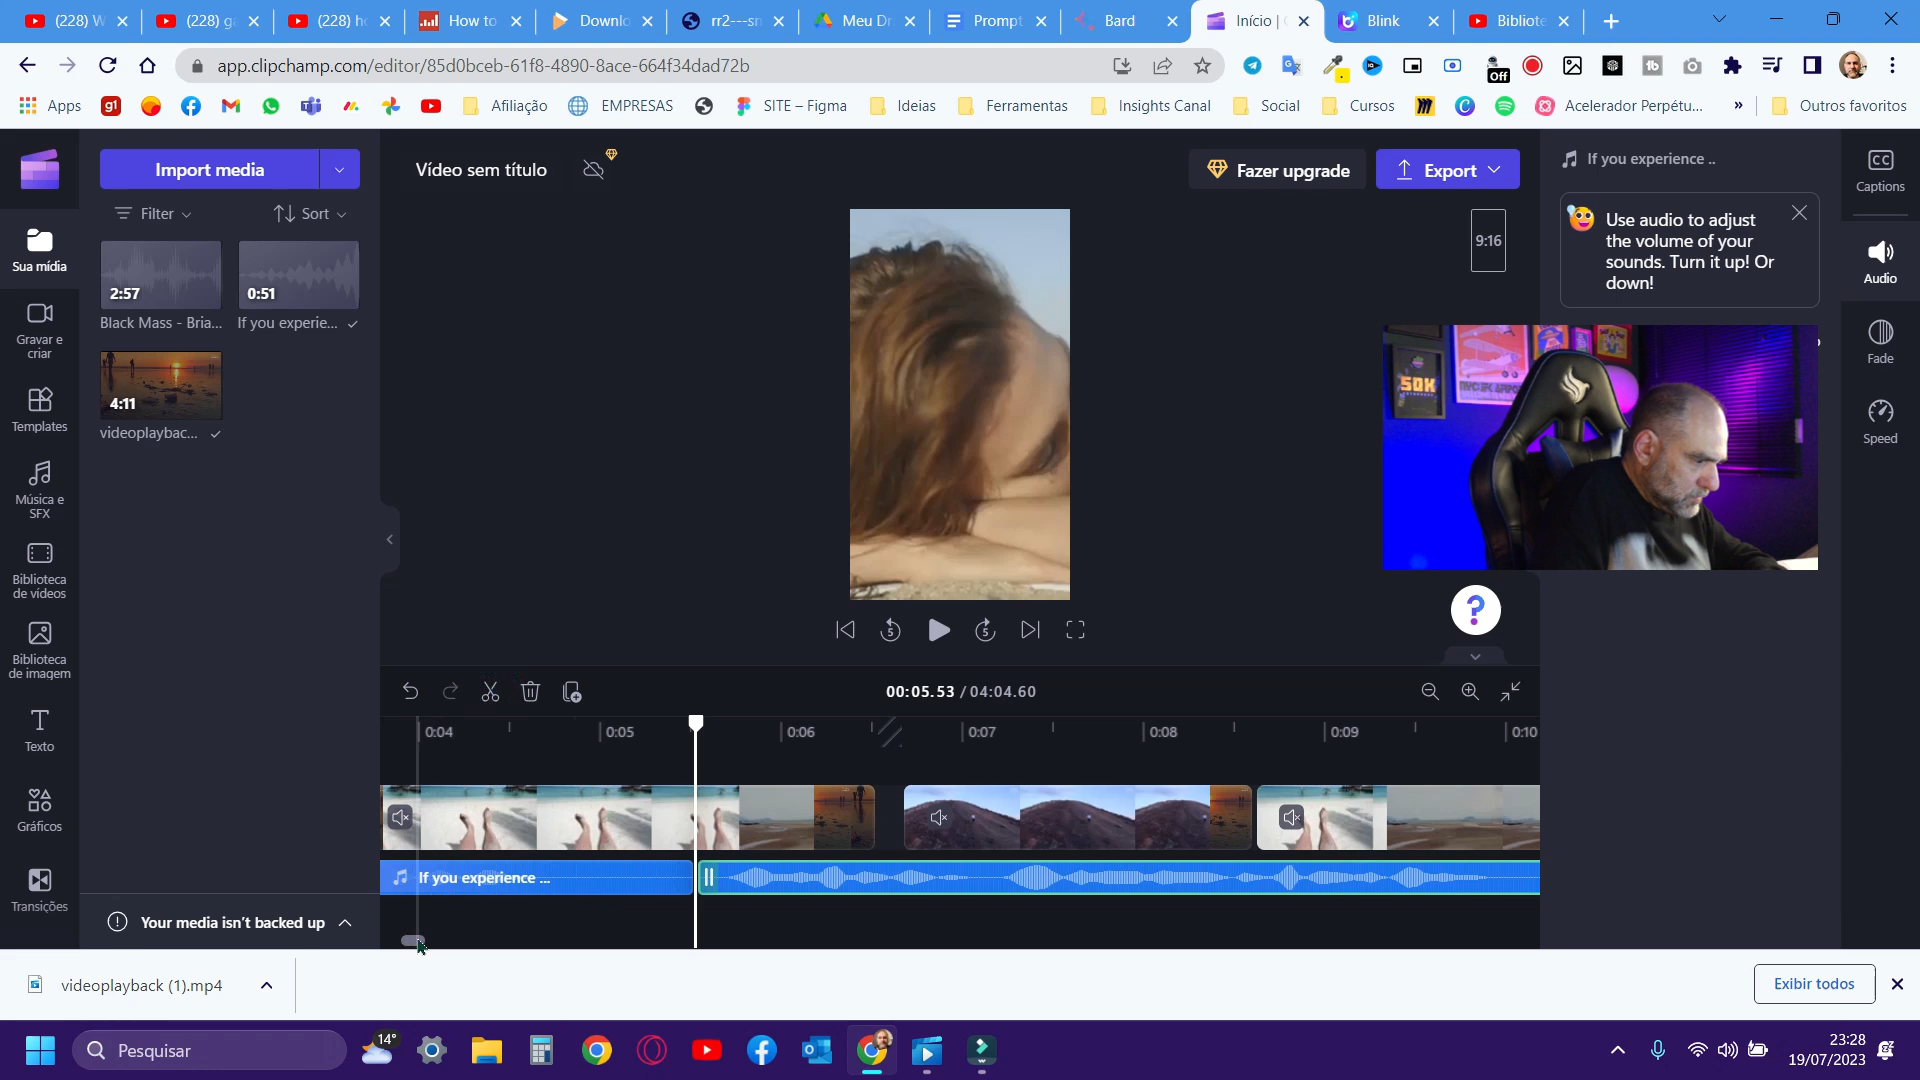 (228) W
(228) ga
(228) ho
How to
Downlo
rr2---sn
Meu Dr
Prompt
Bard
Início | C
Blink
Bibliote
app.clipchamp.com/editor/85d0bceb-61f8-4890-8ace-664f34dad72b
Off
Apps
g1
Afiliação
EMPRESAS
SITE – Figma
Ideias
Ferramentas
Insights Canal
Social
Cursos
Acelerador Perpétu...
»
Outros favoritos
Import media
Vídeo sem título
Fazer upgrade
Export
If you experience ..
CC
Captions
Filter
Sort
9:16
Use audio to adjust
the volume of your
sounds. Turn it up! Or
down!
Sua mídia
2:57
0:51
Black Mass - Bria...
If you experie...
Audio
Gravar e
criar
4:11
videoplaybac...
Fade
50K
Templates
Speed
Música e
SFX
Biblioteca
de vídeos
5
5
?
Biblioteca
de imagem
00:05.53 / 04:04.60
Texto
0:04
0:05
0:06
0:07
0:08
0:09
0:10
Gráficos
If you experience ...
Transições
Your media isn't backed up
videoplayback (1).mp4
Exibir todos
Pesquisar
14°
23:28
19/07/2023